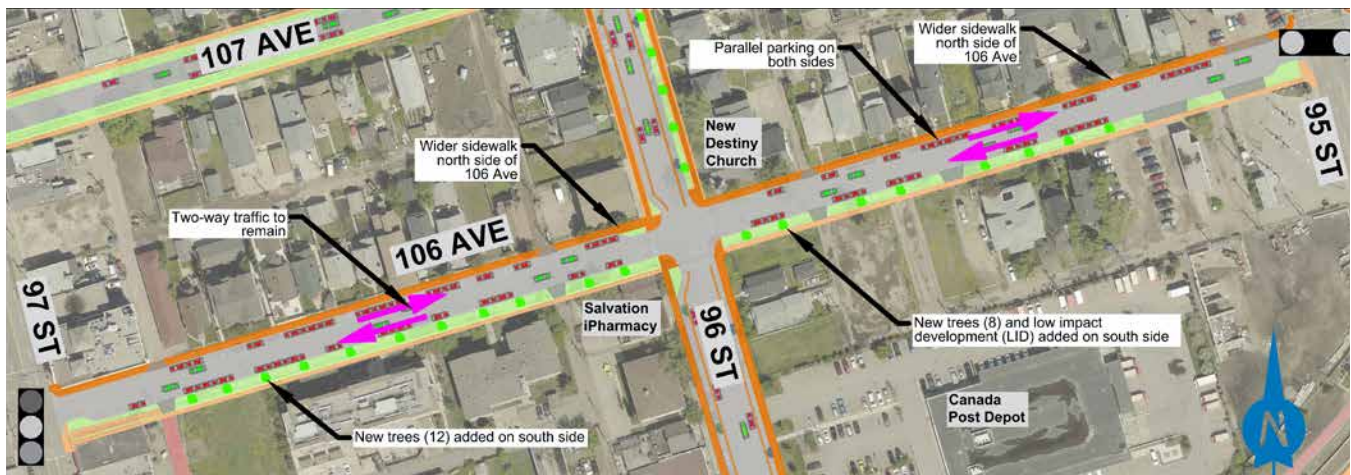 107 AVE
Parallel parking on
both sides
Wider sidewalk
north side of
106 Ave
95 ST
New
Destiny
Church
Wider sidewalk
north side of
106 Ave
Two-way traffic to
remain
106 AVE
97 ST
Salvation
iPharmacy
96 ST
New trees (8) and low impact
development (LID) added on south side
Canada
Post Depot
New trees (12) added on south side
N